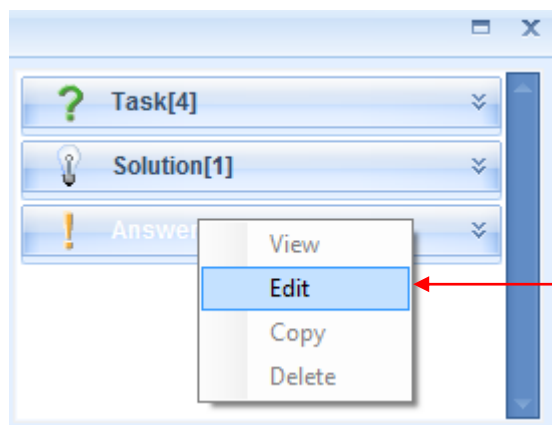 Task[4]
Solution[1]
Answer
View
Edit
Copy
Delete